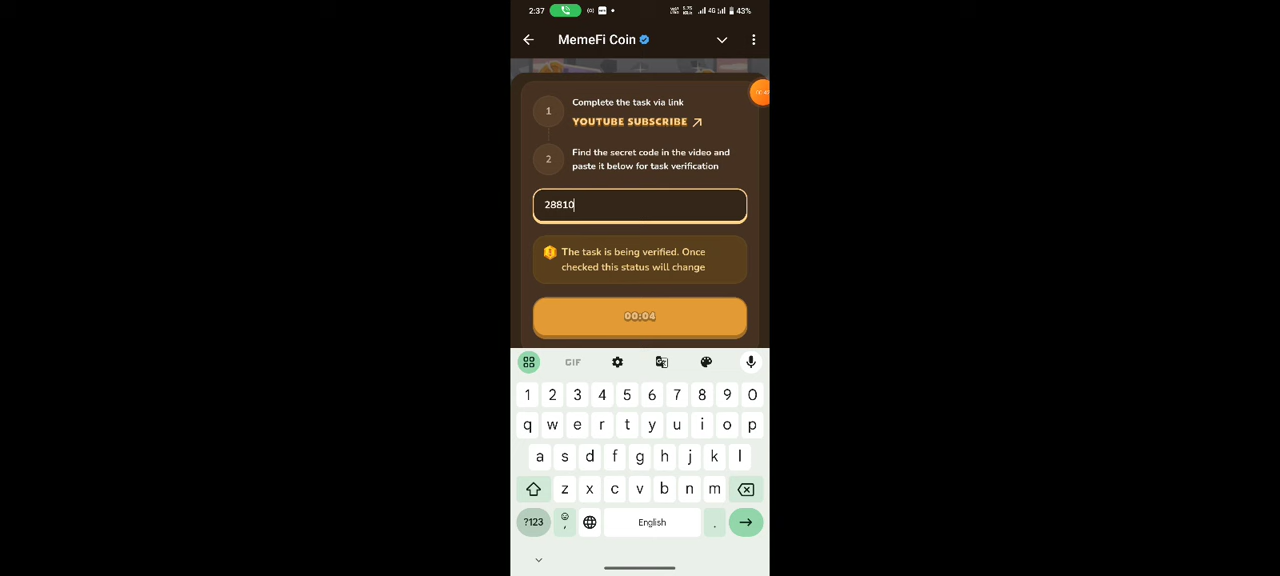 2:37
4G 43%
MemeFi Coin
1
Complete the task via link
YOUTUBE SUBSCRIBE
2
Find the secret code in the video and
paste it below for task verification
28810
The task is being verified. Once
checked this status will change
00:04
GIF
1 2 3 4 5 6 7 8 9 0
q w e r t y u i o p
a s d f g h j k l
z x c v b n m
?123 , English .